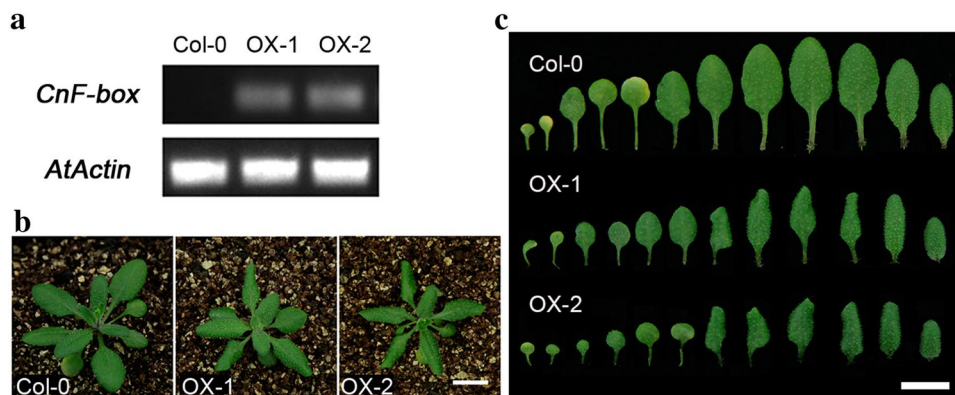 a
Col-0 OX-1 OX-2
CnF-box
AtActin
b
Col-0
OX-1
OX-2
c
Col-0
OX-1
OX-2